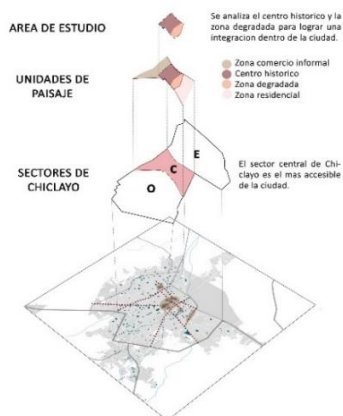 AREA DE ESTUDIO
Se analiza el centro historico y la
zona degradada para lograr una
integracion dentro de la ciudad.
UNIDADES DE
PAISAJE
Zona comercio informal
Centro historico
Zona degradada
Zona residencial
SECTORES DE
CHICLAYO
E
C
O
El sector central de Chi-
clayo es el mas accesible
de la ciudad.